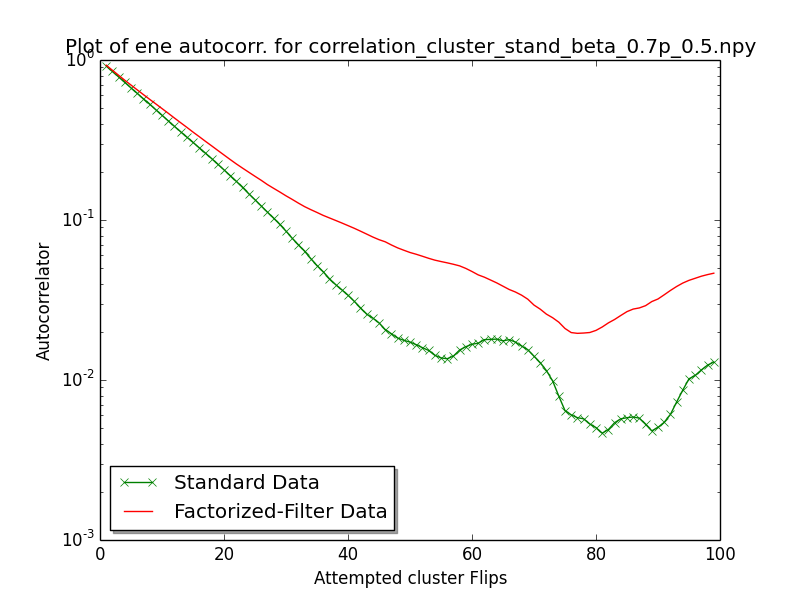 Plot of ene autocorr. for correlation_cluster_stand_beta_0.7p_0.5.npy
10^0
10^-1
10^-2
10^-3
Autocorrelator
Standard Data
Factorized-Filter Data
0 20 40 60 80 100
Attempted cluster Flips